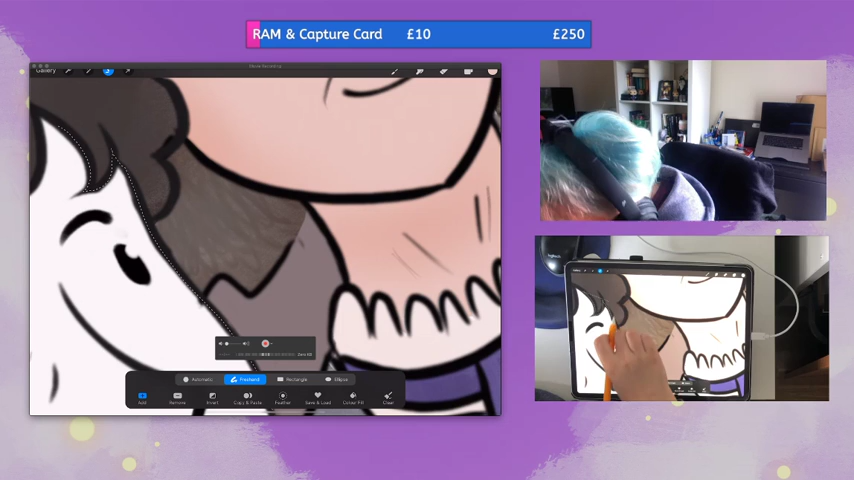 RAM & Capture Card £10 £250
Gallery
Automatic Freehand Rectangle Ellipse
Add Remove Invert Copy & Paste Feather Save & Load Colour Fill Clear
logitech